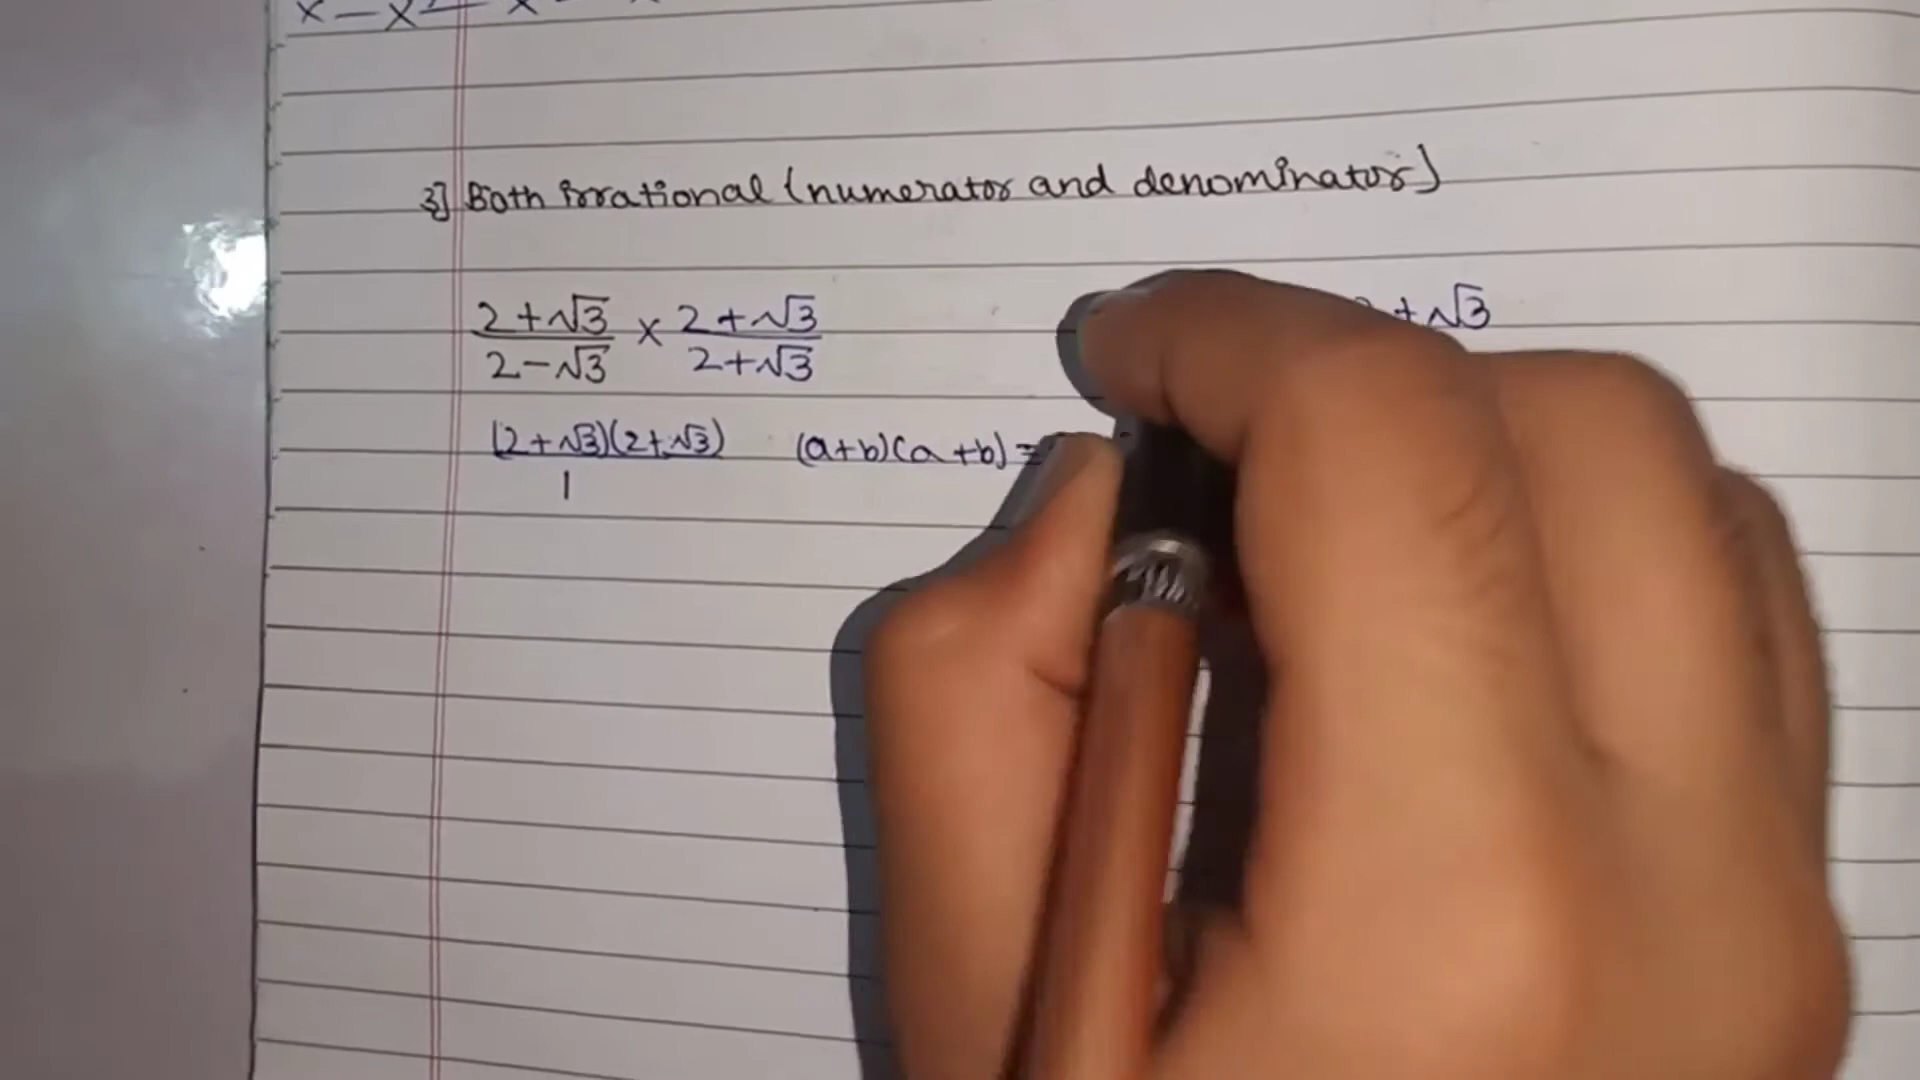 x - x
3] Both irrational (numerator and denominator)
2+√3 × 2+√3 + √3
2-√3 2+√3
(2+√3)(2+√3) (a+b)(a+b) =
1